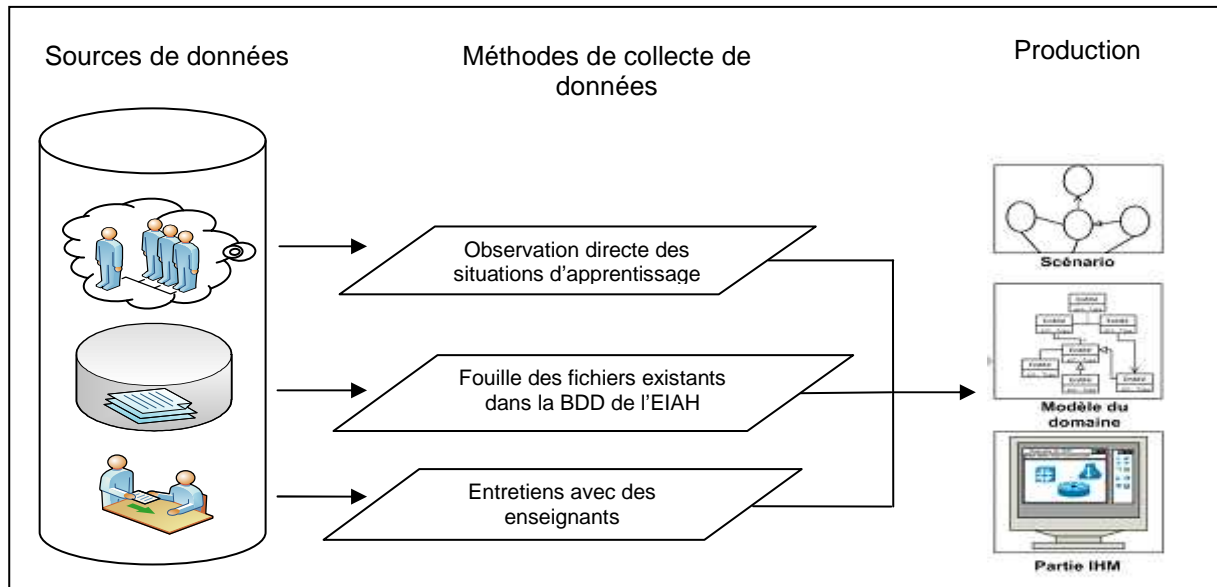 Sources de données
Méthodes de collecte de
données
Production
Observation directe des
situations d’apprentissage
Fouille des fichiers existants
dans la BDD de l’EIAH
Entretiens avec des
enseignants
Scénario
Modèle du
domaine
Partie IHM